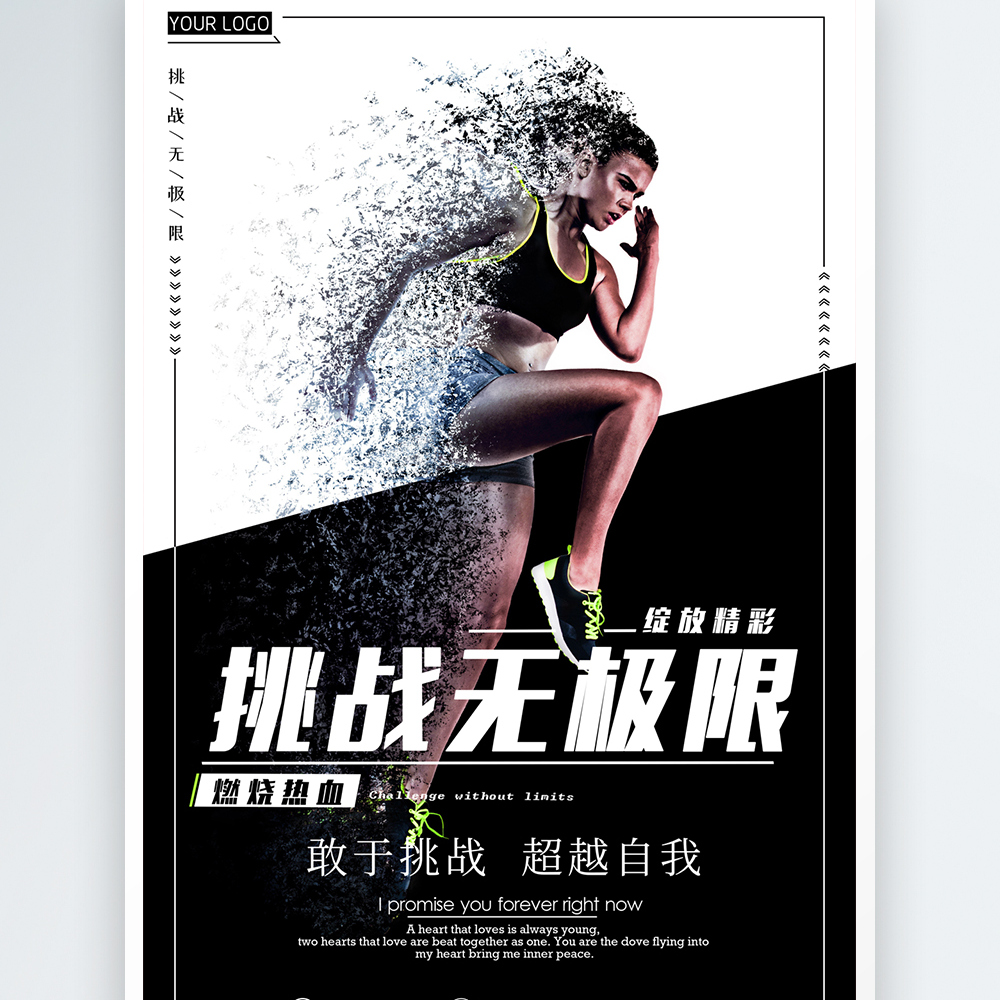 YOUR LOGO
挑/战/无/极/限
绽放精彩
挑战无极限
燃烧热血
Challenge without limits
敢于挑战 超越自我
I promise you forever right now
A heart that loves is always young,
two hearts that love are beat together as one. You are the dove flying into
my heart bring me inner peace.